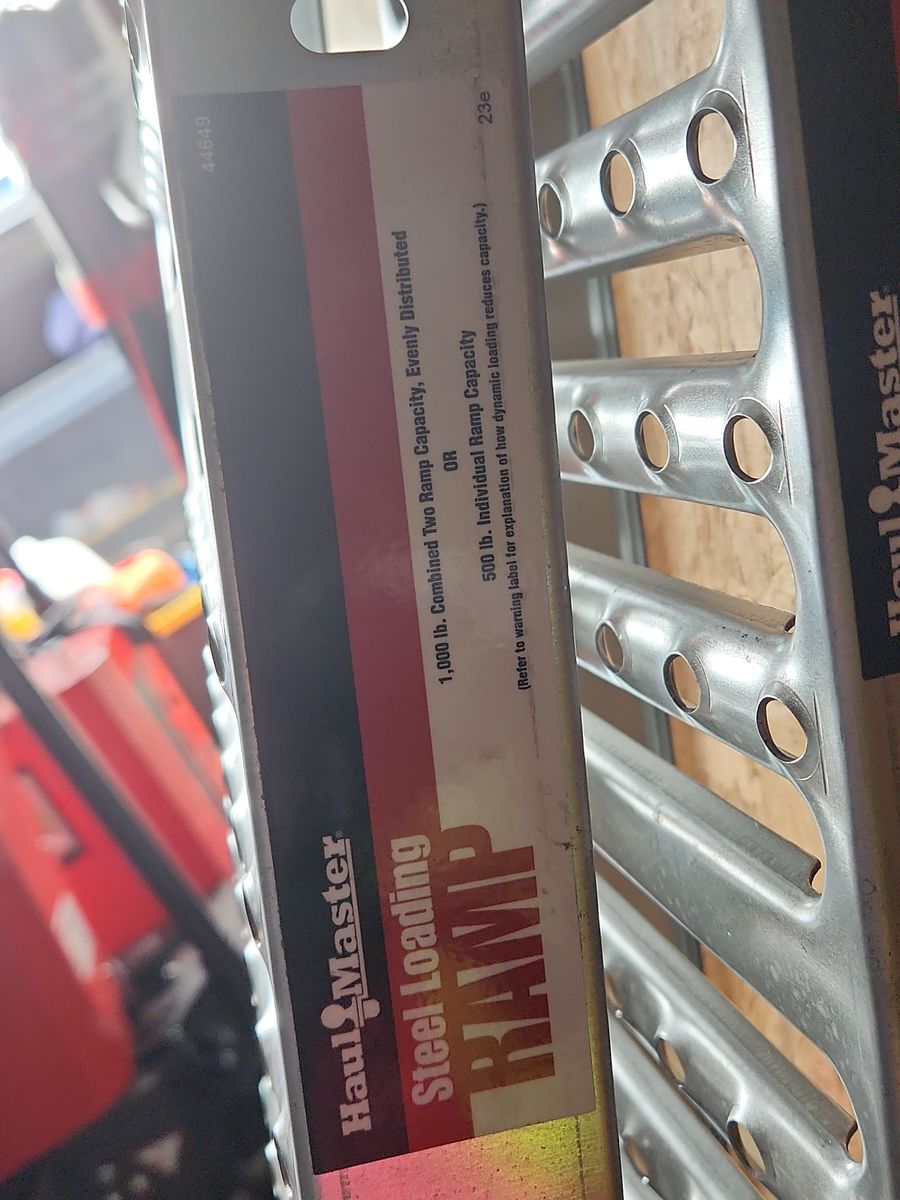 44649
Haul Master®
Steel Loading
RAMP
1,000 lb. Combined Two Ramp Capacity, Evenly Distributed
OR
500 lb. Individual Ramp Capacity
(Refer to warning label for explanation of how dynamic loading reduces capacity.)
23e
Haul Master®